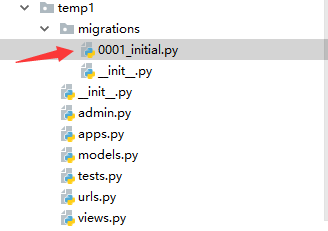 temp1
migrations
0001_initial.py
__init__.py
__init__.py
admin.py
apps.py
models.py
tests.py
urls.py
views.py